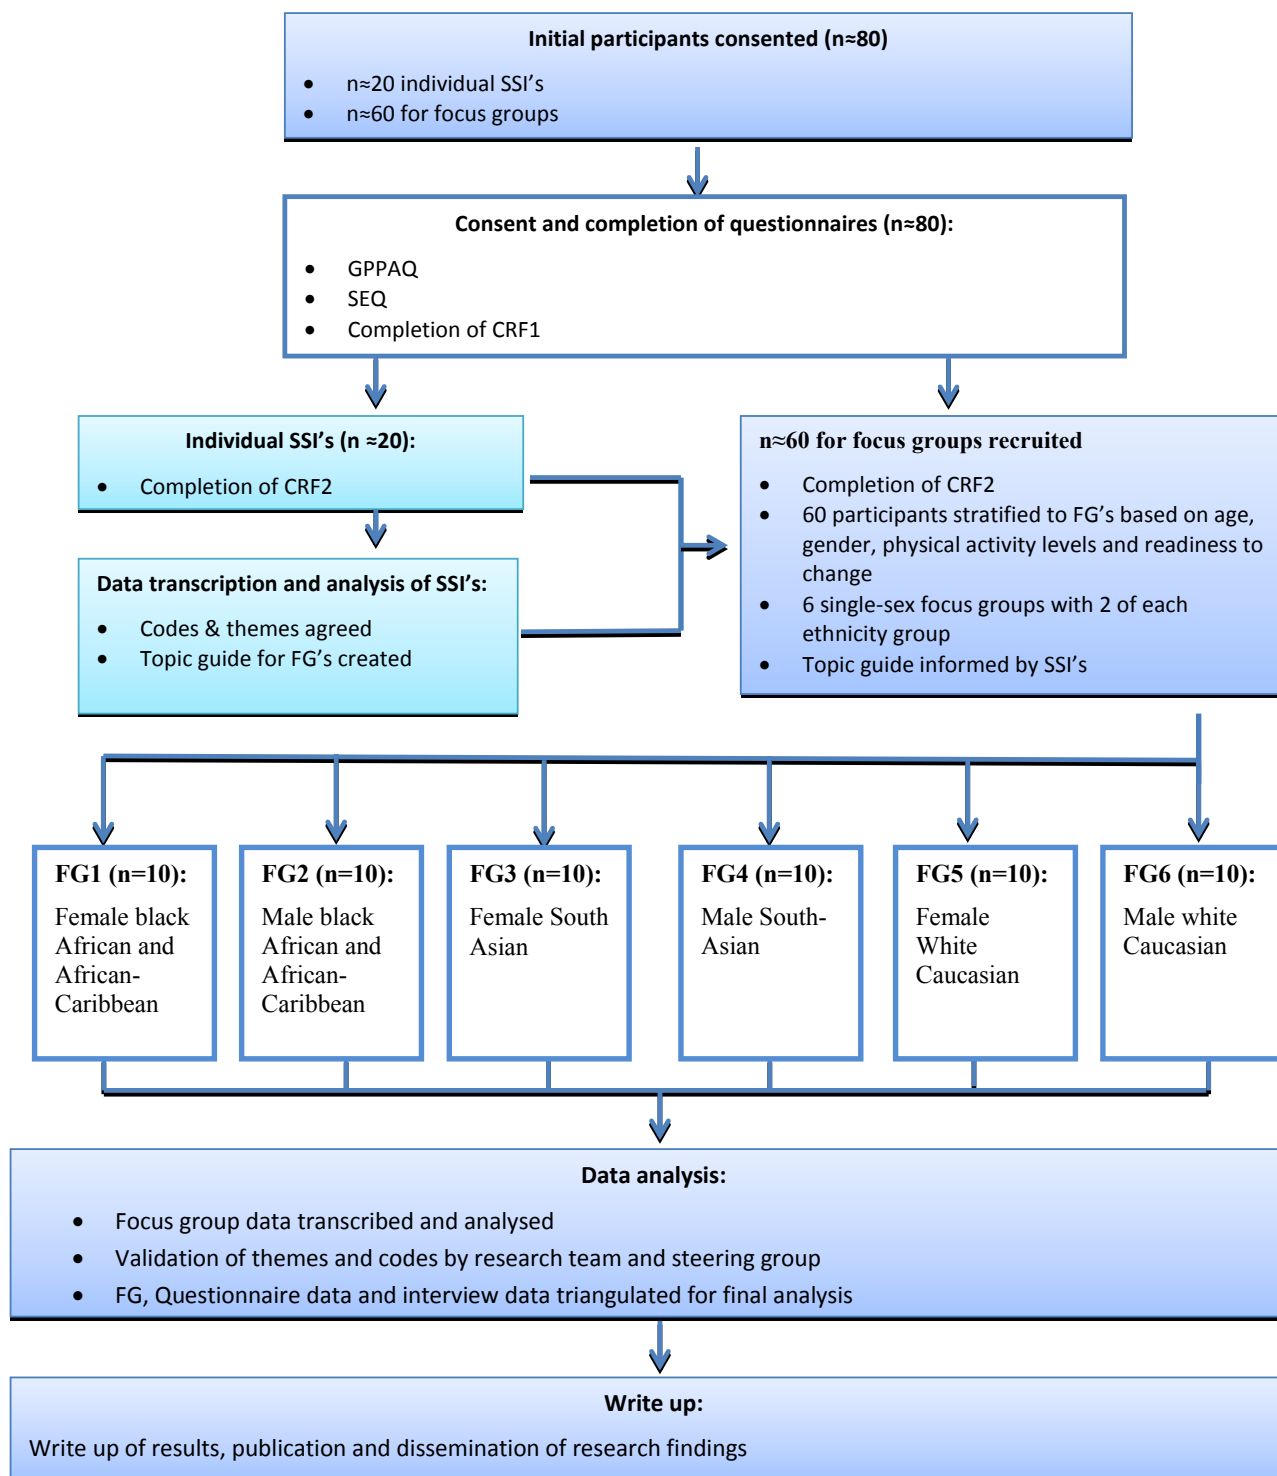 Initial participants consented (n≈80)
• n≈20 individual SSI’s
• n≈60 for focus groups
Consent and completion of questionnaires (n≈80):
• GPPAQ
• SEQ
• Completion of CRF1
Individual SSI’s (n ≈20):
• Completion of CRF2
Data transcription and analysis of SSI’s:
• Codes & themes agreed
• Topic guide for FG’s created
n≈60 for focus groups recruited
• Completion of CRF2
• 60 participants stratified to FG’s based on age,
gender, physical activity levels and readiness to
change
• 6 single-sex focus groups with 2 of each
ethnicity group
• Topic guide informed by SSI’s
FG1 (n=10):
Female black
African and
African-
Caribbean
FG2 (n=10):
Male black
African and
African-
Caribbean
FG3 (n=10):
Female South
Asian
FG4 (n=10):
Male South-
Asian
FG5 (n=10):
Female
White
Caucasian
FG6 (n=10):
Male white
Caucasian
Data analysis:
• Focus group data transcribed and analysed
• Validation of themes and codes by research team and steering group
• FG, Questionnaire data and interview data triangulated for final analysis
Write up:
Write up of results, publication and dissemination of research findings